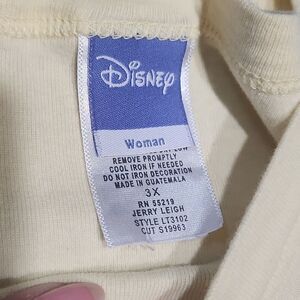 Disney
Woman
LOW
REMOVE PROMPTLY
COOL IRON IF NEEDED
DO NOT IRON DECORATION
MADE IN GUATEMALA
3X
RN 55219
JERRY LEIGH
STYLE LT3102
CUT S19963